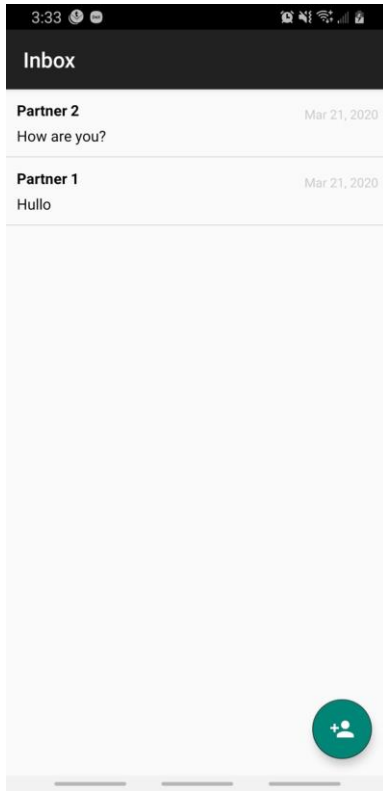 3:33
Inbox
Partner 2
Mar 21, 2020
How are you?
Partner 1
Mar 21, 2020
Hullo